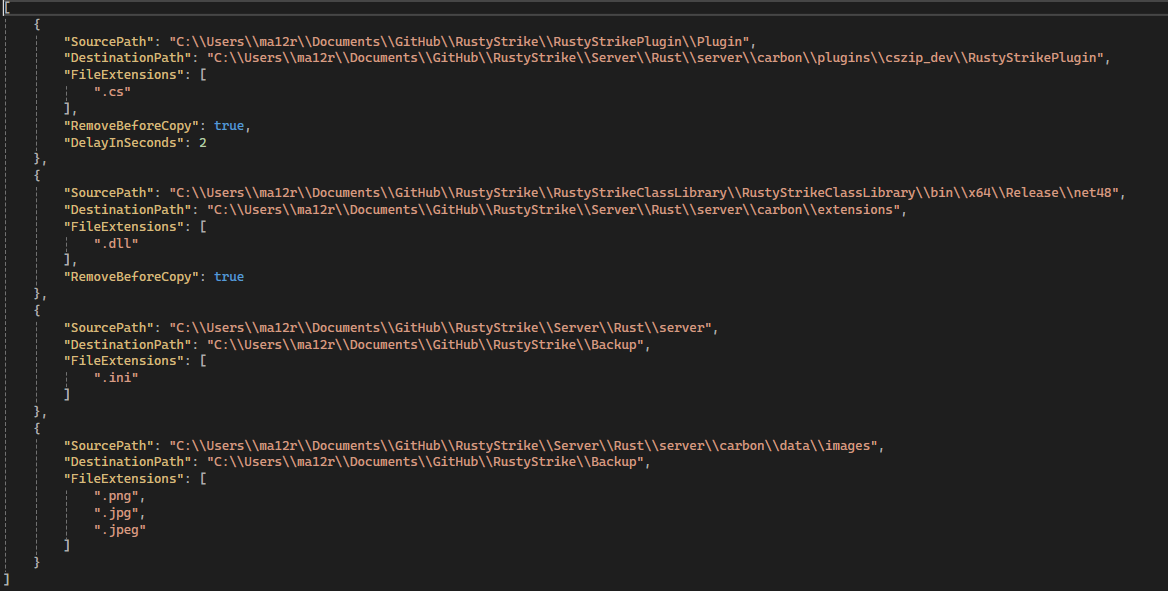 [
    {
        "SourcePath": "C:\\Users\\ma12r\\Documents\\GitHub\\RustyStrike\\RustyStrikePlugin\\Plugin",
        "DestinationPath": "C:\\Users\\ma12r\\Documents\\GitHub\\RustyStrike\\Server\\Rust\\server\\carbon\\plugins\\cszip_dev\\RustyStrikePlugin",
        "FileExtensions": [
            ".cs"
        ],
        "RemoveBeforeCopy": true,
        "DelayInSeconds": 2
    },
    {
        "SourcePath": "C:\\Users\\ma12r\\Documents\\GitHub\\RustyStrike\\RustyStrikeClassLibrary\\RustyStrikeClassLibrary\\bin\\x64\\Release\\net48",
        "DestinationPath": "C:\\Users\\ma12r\\Documents\\GitHub\\RustyStrike\\Server\\Rust\\server\\carbon\\extensions",
        "FileExtensions": [
            ".dll"
        ],
        "RemoveBeforeCopy": true
    },
    {
        "SourcePath": "C:\\Users\\ma12r\\Documents\\GitHub\\RustyStrike\\Server\\Rust\\server",
        "DestinationPath": "C:\\Users\\ma12r\\Documents\\GitHub\\RustyStrike\\Backup",
        "FileExtensions": [
            ".ini"
        ]
    },
    {
        "SourcePath": "C:\\Users\\ma12r\\Documents\\GitHub\\RustyStrike\\Server\\Rust\\server\\carbon\\data\\images",
        "DestinationPath": "C:\\Users\\ma12r\\Documents\\GitHub\\RustyStrike\\Backup",
        "FileExtensions": [
            ".png",
            ".jpg",
            ".jpeg"
        ]
    }
]